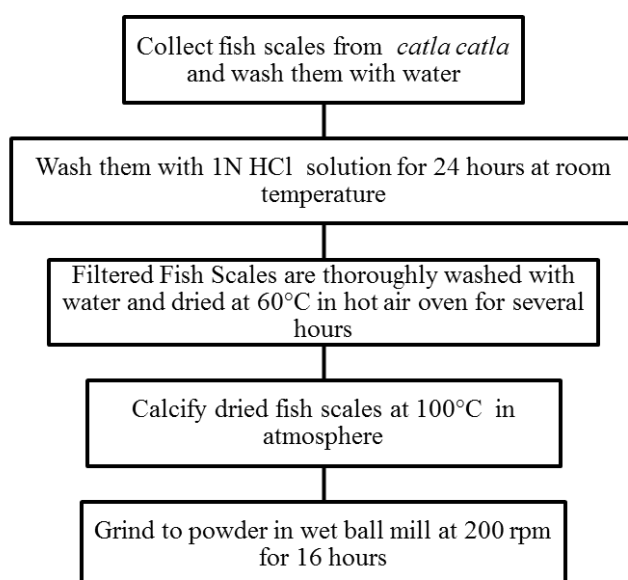 Collect fish scales from catla catla
and wash them with water
Wash them with 1N HCl solution for 24 hours at room
temperature
Filtered Fish Scales are thoroughly washed with
water and dried at 60°C in hot air oven for several
hours
Calcify dried fish scales at 100°C in
atmosphere
Grind to powder in wet ball mill at 200 rpm
for 16 hours